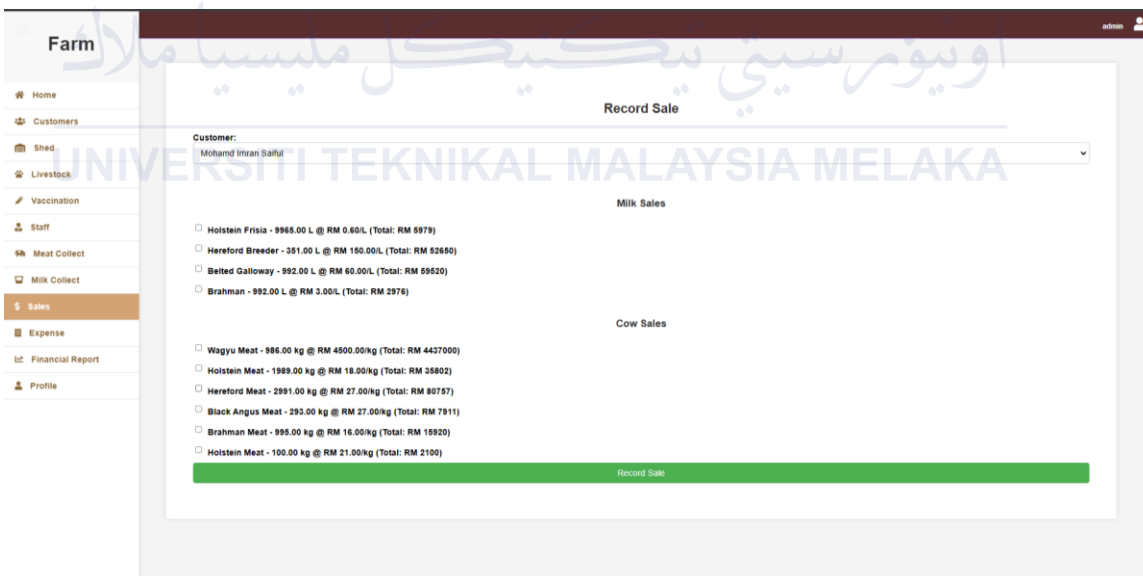 admin
Farm
اونيۏرسيتي تيكنيكل مليسيا ملاك
Home
Customers
Shed
Livestock
Vaccination
Staff
Meat Collect
Milk Collect
$ Sales
Expense
Financial Report
Profile
Record Sale
Customer:
Mohamd Imran Saiful
UNIVERSITI TEKNIKAL MALAYSIA MELAKA
Milk Sales
Holstein Frisia - 9965.00 L @ RM 0.60/L (Total: RM 5979)
Hereford Breeder - 351.00 L @ RM 150.00/L (Total: RM 52650)
Belted Galloway - 992.00 L @ RM 60.00/L (Total: RM 59520)
Brahman - 992.00 L @ RM 3.00/L (Total: RM 2976)
Cow Sales
Wagyu Meat - 986.00 kg @ RM 4500.00/kg (Total: RM 4437000)
Holstein Meat - 1989.00 kg @ RM 18.00/kg (Total: RM 35802)
Hereford Meat - 2991.00 kg @ RM 27.00/kg (Total: RM 80757)
Black Angus Meat - 293.00 kg @ RM 27.00/kg (Total: RM 7911)
Brahman Meat - 995.00 kg @ RM 16.00/kg (Total: RM 15920)
Holstein Meat - 100.00 kg @ RM 21.00/kg (Total: RM 2100)
Record Sale